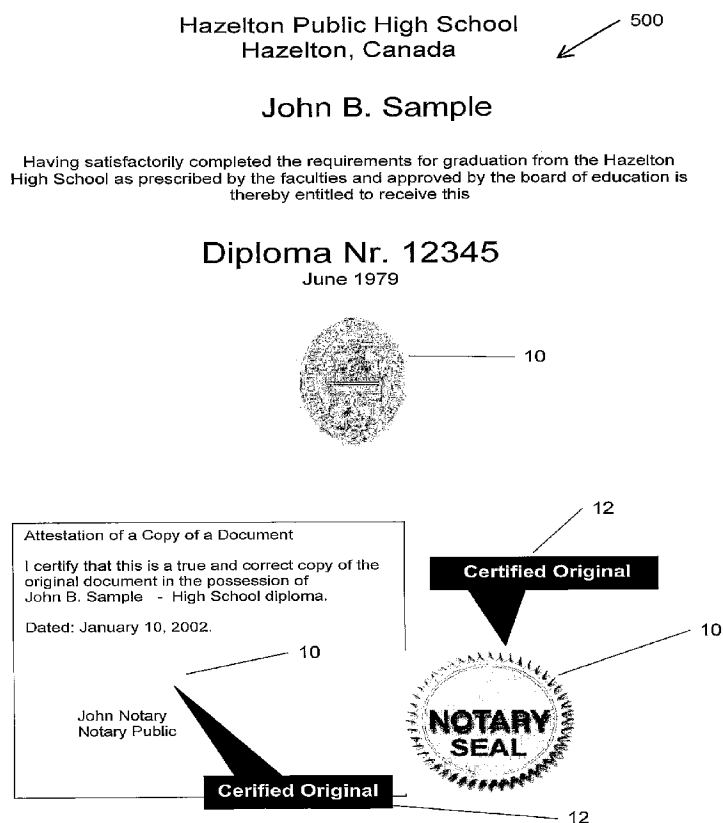 Hazelton Public High School
Hazelton, Canada
500
John B. Sample
Having satisfactorily completed the requirements for graduation from the Hazelton
High School as prescribed by the faculties and approved by the board of education is
thereby entitled to receive this
Diploma Nr. 12345
June 1979
10
12
Attestation of a Copy of a Document
I certify that this is a true and correct copy of the
original document in the possession of
John B. Sample - High School diploma.
Dated: January 10, 2002.
Certified Original
10
10
John Notary
Notary Public
NOTARY
SEAL
Cerified Original
12